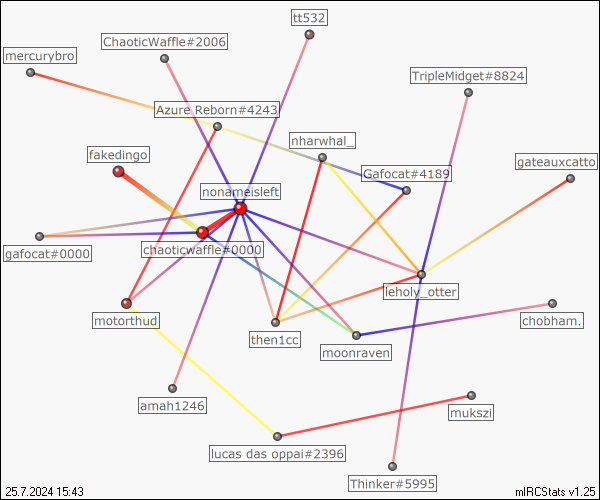 tt532
ChaoticWaffle#2006
mercurybro
TripleMidget#8824
Azure Reborn#4243
nharwhal_
fakedingo
gateauxcatto
Gafocat#4189
nonameisleft
gafocat#0000
chaoticwaffle#0000
leholy_otter
motorthud
chobham.
then1cc
moonraven
amah1246
mukszi
lucas das oppai#2396
Thinker#5995
25.7.2024 15:43
mIRCStats v1.25